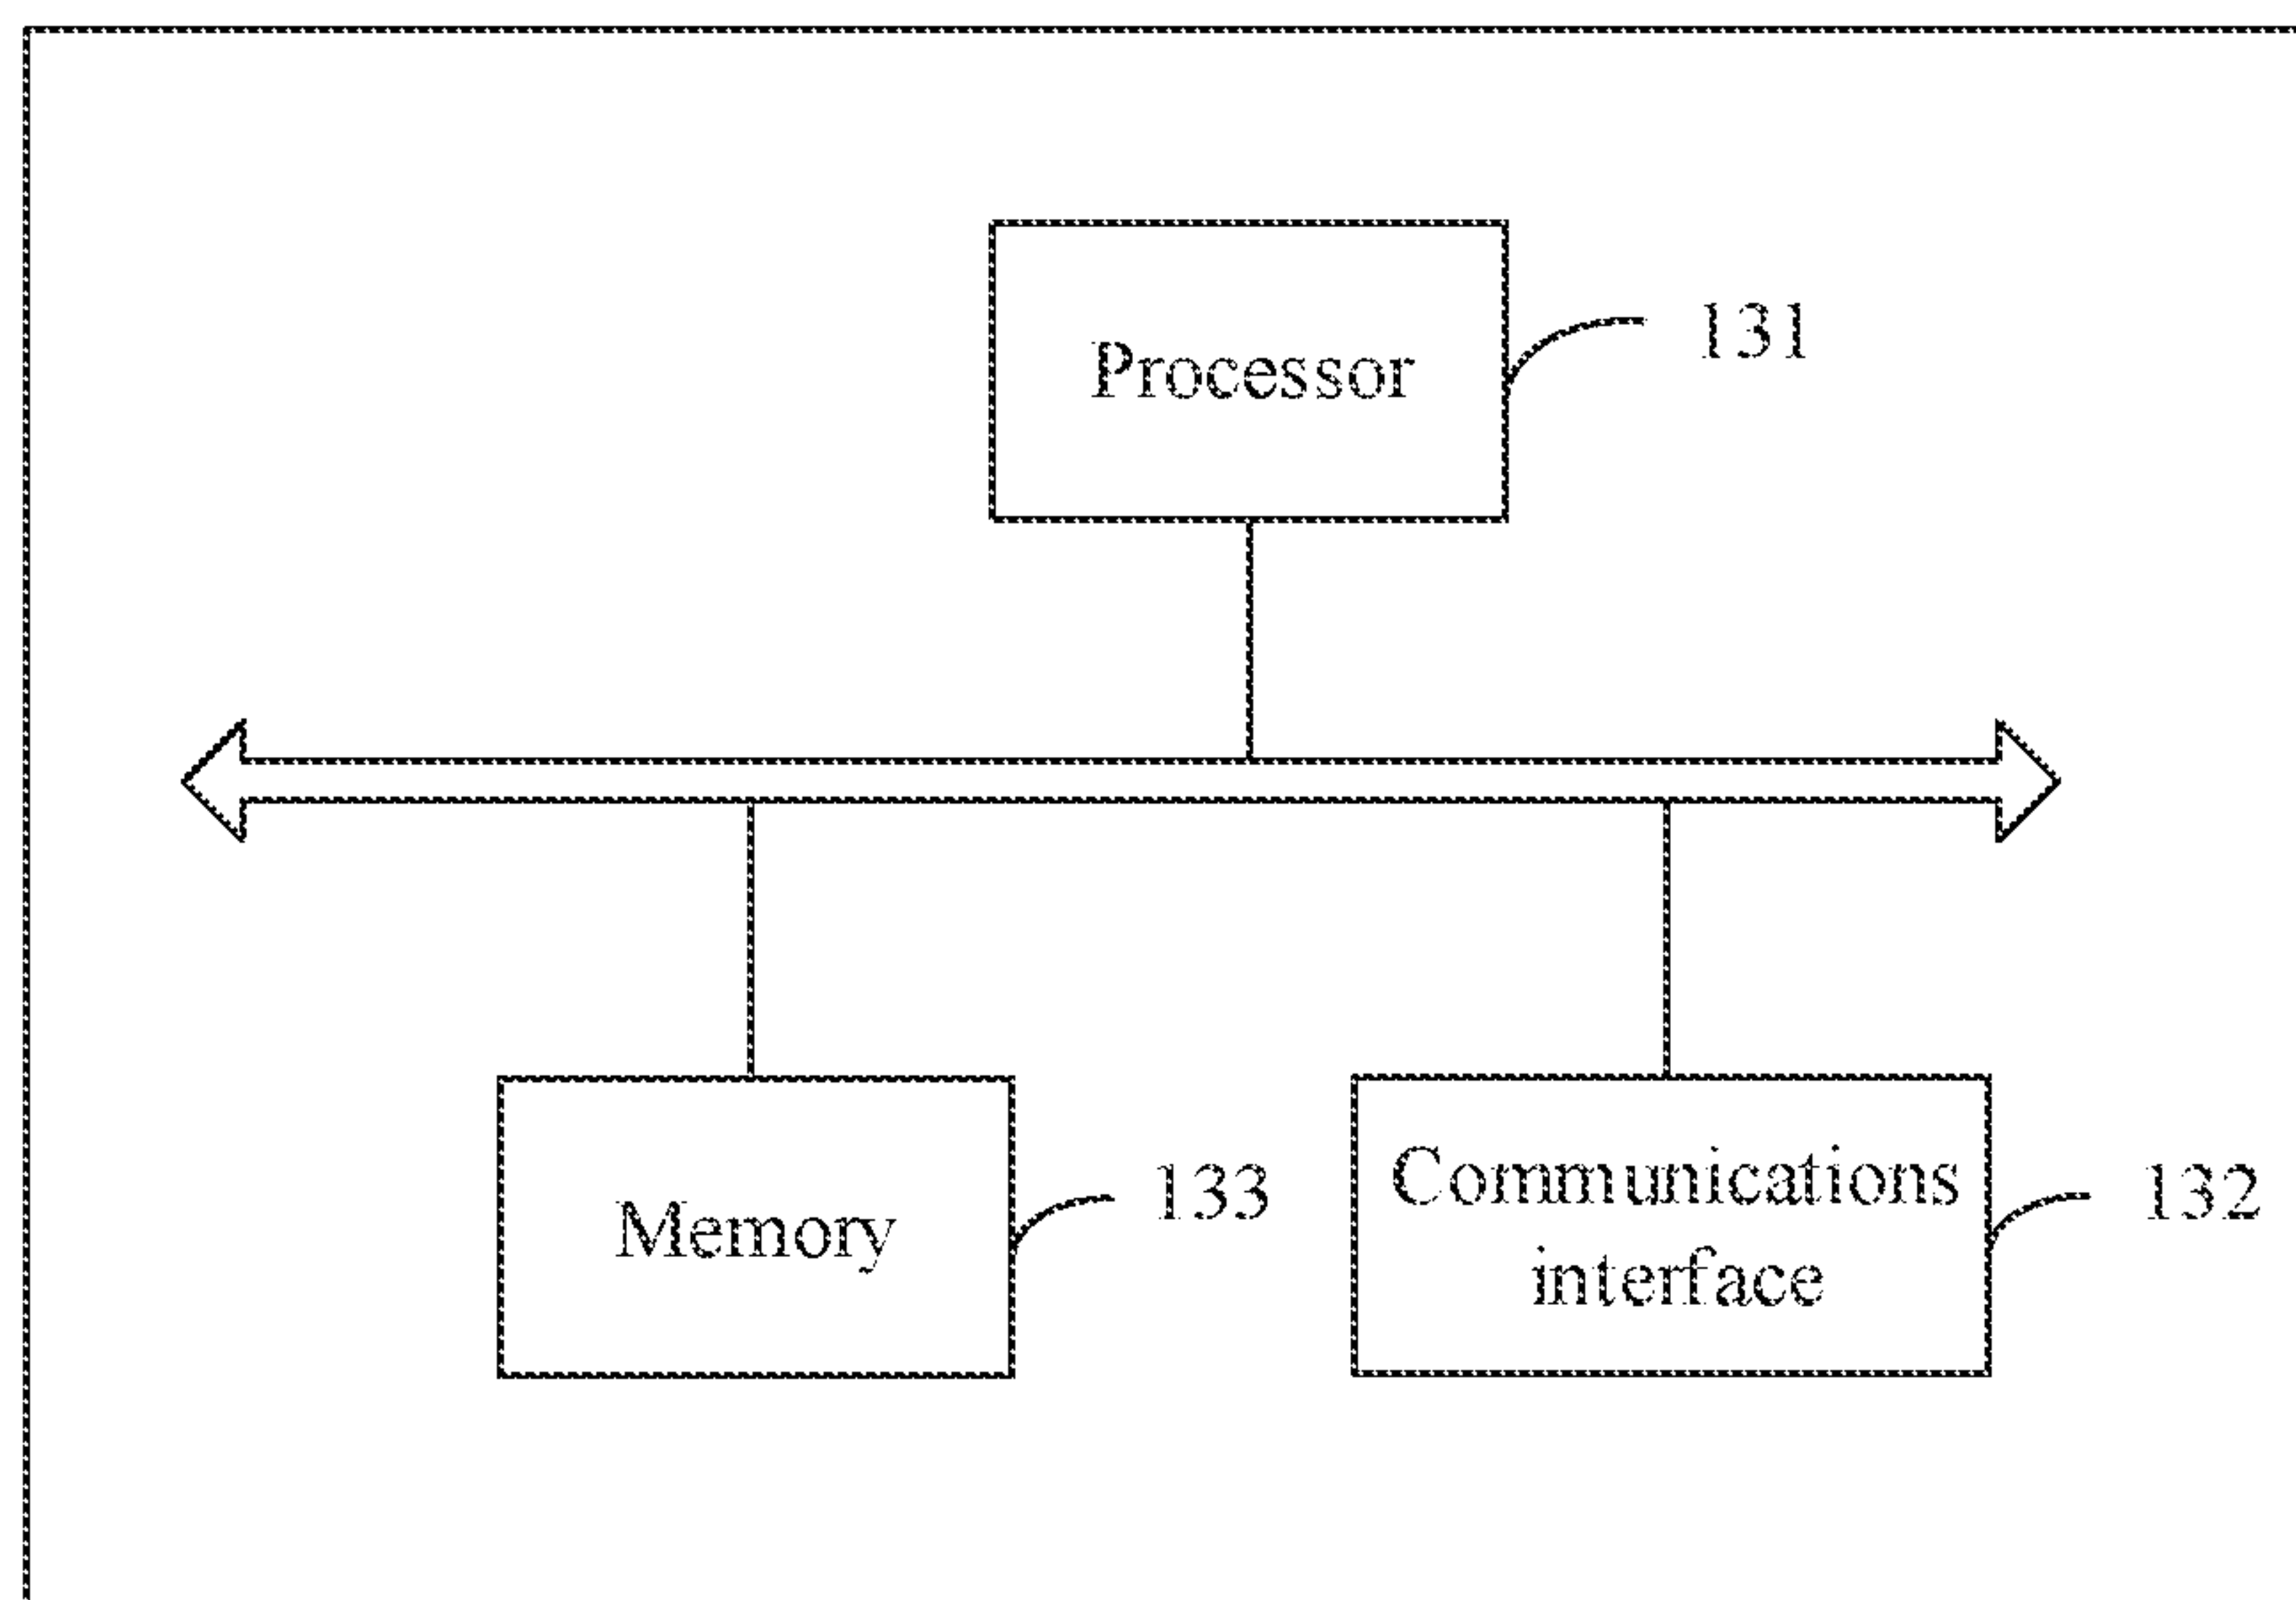 Processor
131
Memory
133
Communications
interface
132